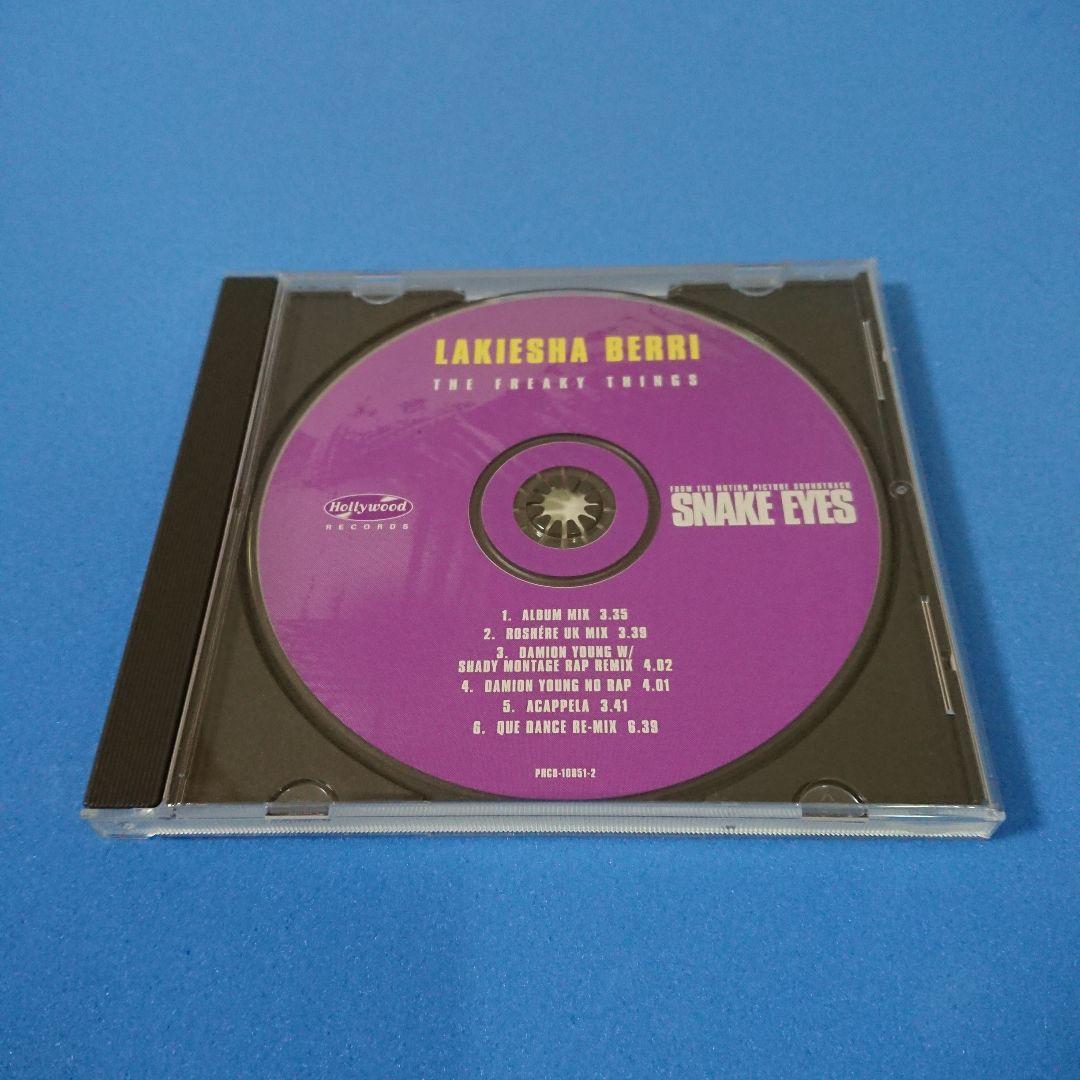 LAKIESHA BERRI
THE FREAKY THINGS
FROM THE MOTION PICTURE SOUNDTRACK
SNAKE EYES
Hollywood
RECORDS
1. ALBUM MIX 3.35
2. ROSHÉRE UK MIX 3.39
3. DAMION YOUNG W/
SHADY MONTAGE RAP REMIX 4.02
4. DAMION YOUNG NO RAP 4.01
5. ACAPPELA 3.41
6. QUE DANCE RE-MIX 6.39
PRCD-10851-2